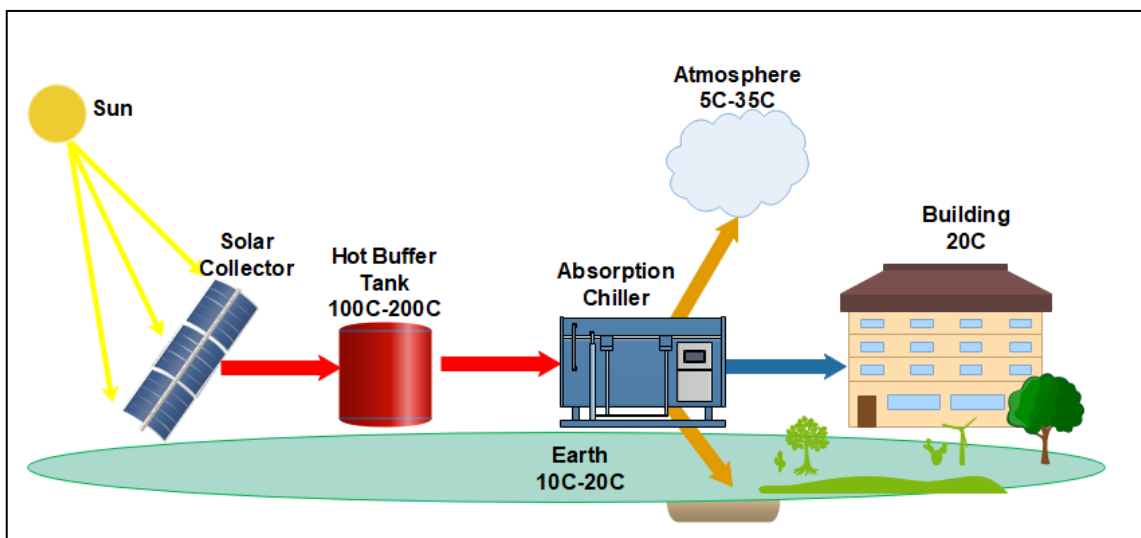 Sun
Solar
Collector
Hot Buffer
Tank
100C-200C
Absorption
Chiller
Atmosphere
5C-35C
Building
20C
Earth
10C-20C